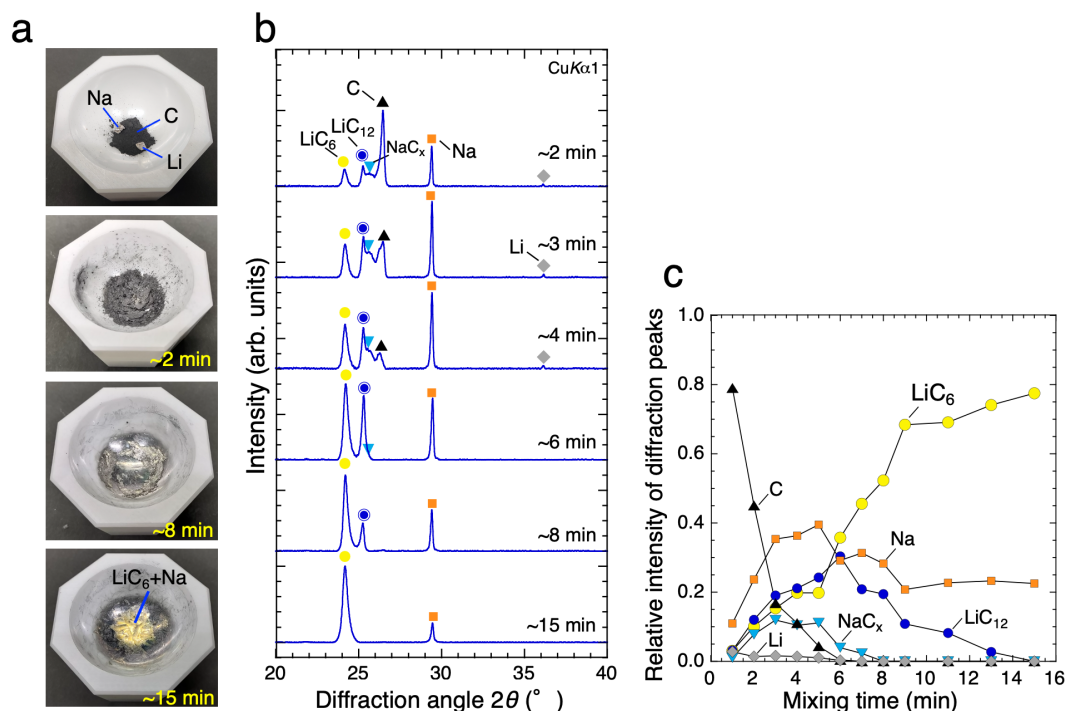 a
Na
C
Li
~2 min
~8 min
LiC₆+Na
~15 min
b
CuKα1
C
LiC₁₂
LiC₆
NaCₓ
Na
~2 min
Li
~3 min
~4 min
~6 min
~8 min
~15 min
Intensity (arb. units)
20
25
30
35
40
Diffraction angle 2θ (°)
c
1.0
0.8
0.6
0.4
0.2
0.0
LiC₆
C
Na
NaCₓ
LiC₁₂
Li
0
2
4
6
8
10
12
14
16
Relative intensity of diffraction peaks
Mixing time (min)